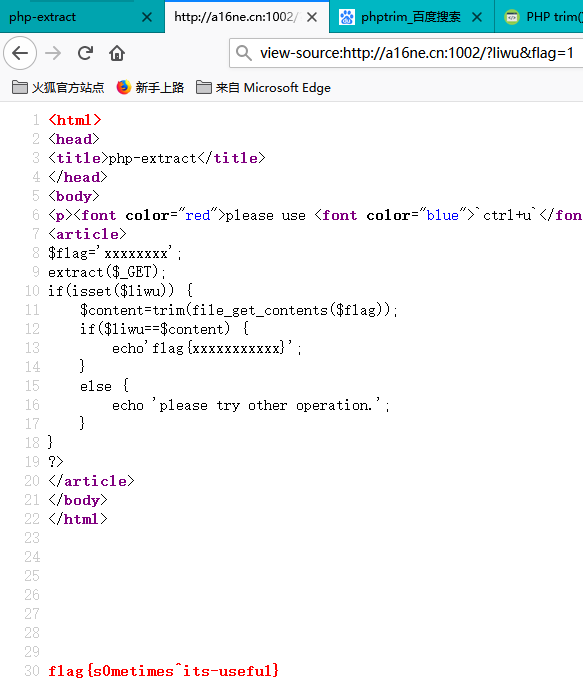 php-extract
http://a16ne.cn:1002/
phptrim_百度搜索
PHP trim()
view-source:http://a16ne.cn:1002/?liwu&flag=1
火狐官方站点 新手上路 来自 Microsoft Edge
1 <html>
2 <head>
3 <title>php-extract</title>
4 </head>
5 <body>
6 <p><font color="red">please use <font color="blue">`ctrl+u`</fon
7 <article>
8 $flag='xxxxxxxx';
9 extract($_GET);
10 if(isset($liwu)) {
11     $content=trim(file_get_contents($flag));
12     if($liwu==$content) {
13         echo'flag{xxxxxxxxxxx}';
14     }
15     else {
16         echo 'please try other operation.';
17     }
18 }
19 ?>
20 </article>
21 </body>
22 </html>
23
24
25
26
27
28
29
30 flag{s0metimes^its-useful}